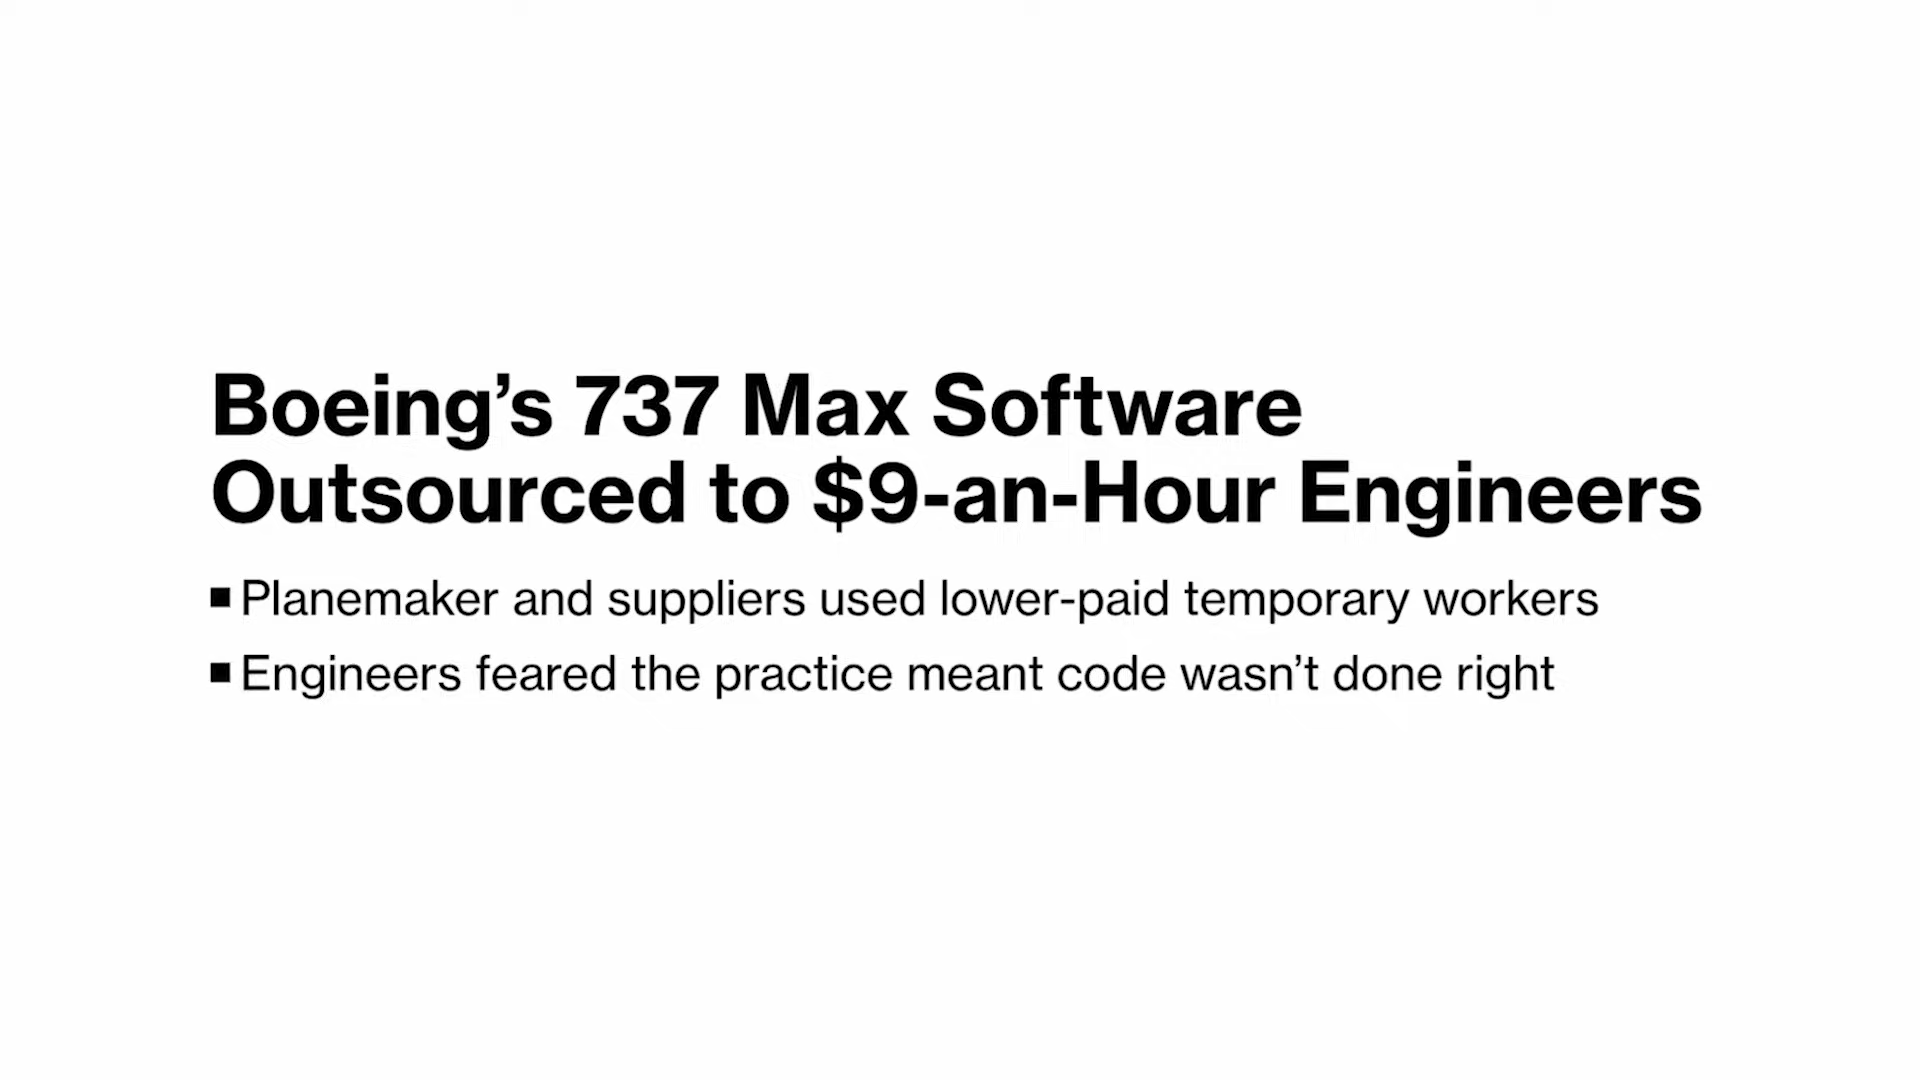 Boeing’s 737 Max Software
Outsourced to $9-an-Hour Engineers
■ Planemaker and suppliers used lower-paid temporary workers
■ Engineers feared the practice meant code wasn’t done right